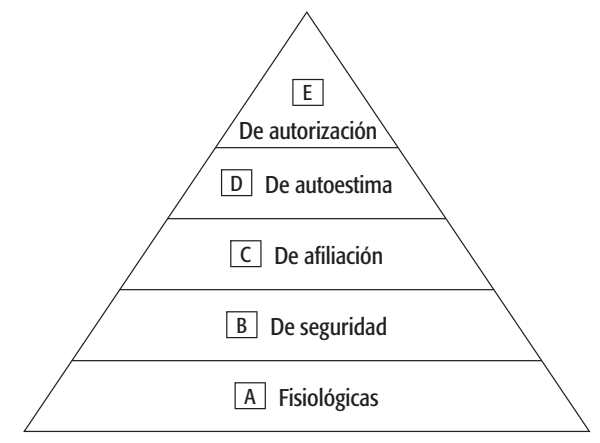 E
De autorización
D De autoestima
C De afiliación
B De seguridad
A Fisiológicas